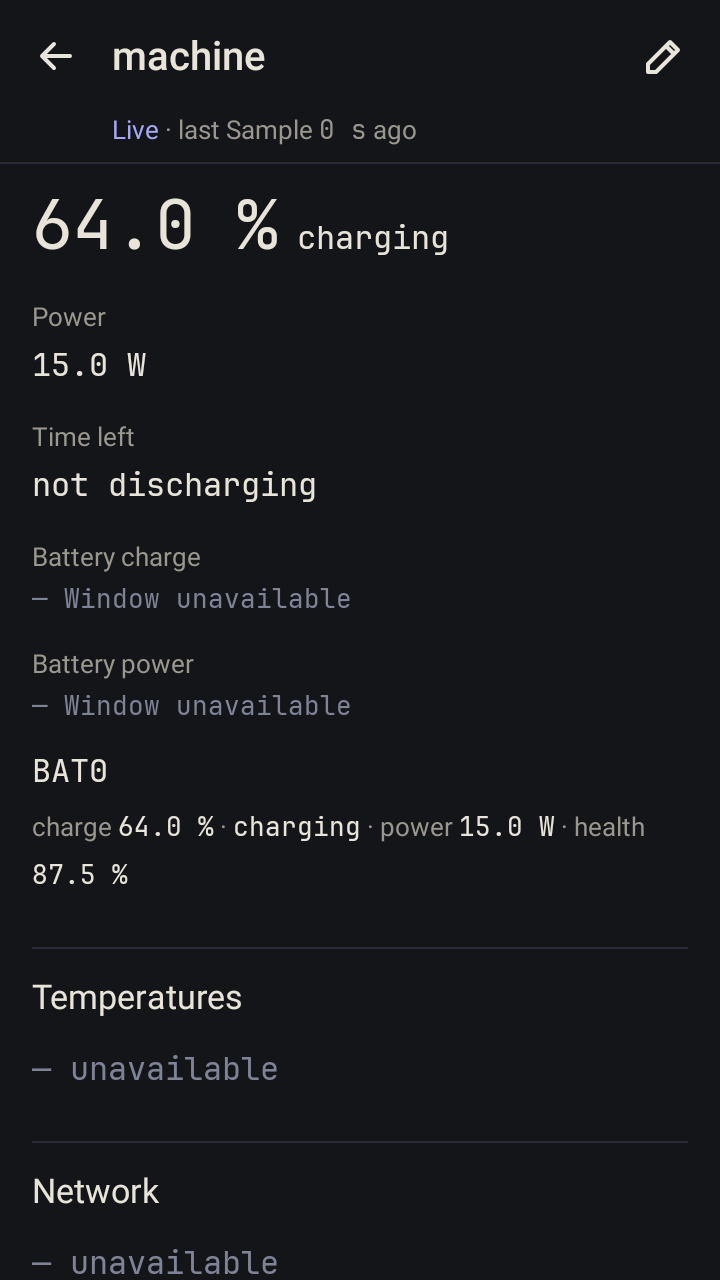 machine
Live · last Sample 0 s ago
64.0 % charging
Power
15.0 W
Time left
not discharging
Battery charge
— Window unavailable
Battery power
— Window unavailable
BAT0
charge 64.0 % · charging · power 15.0 W · health
87.5 %
Temperatures
— unavailable
Network
— unavailable